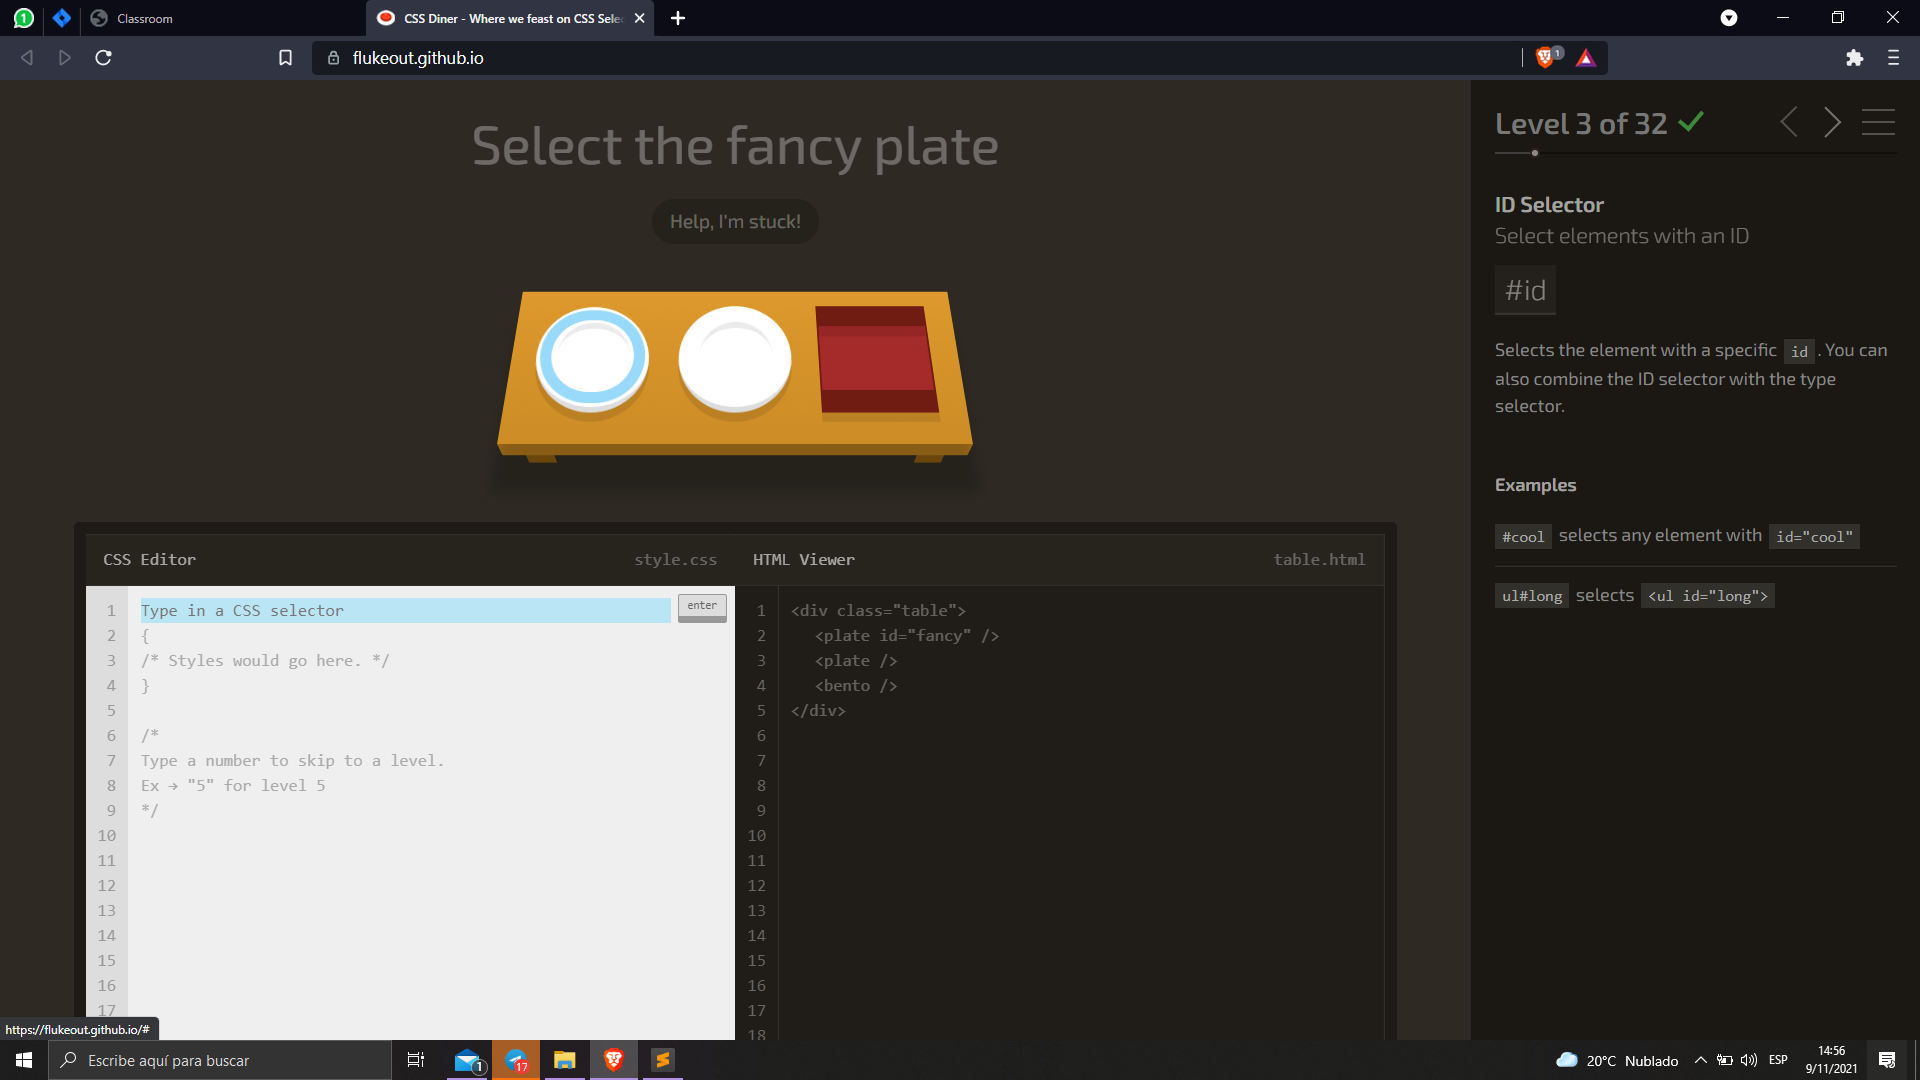 1
Classroom
CSS Diner - Where we feast on CSS Sele
flukeout.github.io
1
Select the fancy plate
Help, I'm stuck!
CSS Editor
style.css
1 Type in a CSS selector
enter
2 {
3 /* Styles would go here. */
4 }
5
6 /*
7 Type a number to skip to a level.
8 Ex → "5" for level 5
9 */
10
11
12
13
14
15
16
17
HTML Viewer
table.html
1 <div class="table">
2 <plate id="fancy" />
3 <plate />
4 <bento />
5 </div>
6
7
8
9
10
11
12
13
14
15
16
17
18
Level 3 of 32
ID Selector
Select elements with an ID
#id
Selects the element with a specific id . You can
also combine the ID selector with the type
selector.
Examples
#cool selects any element with id="cool"
ul#long selects <ul id="long">
https://flukeout.github.io/#
Escribe aquí para buscar
1
17
20°C Nublado
ESP
14:56
9/11/2021